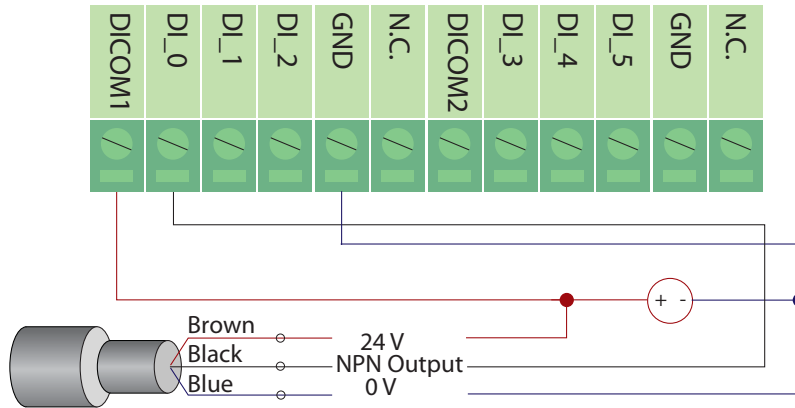 DICOM1
DI_0
DI_1
DI_2
GND
N.C.
DICOM2
DI_3
DI_4
DI_5
GND
N.C.
+ -
Brown
24 V
Black
NPN Output
Blue
0 V